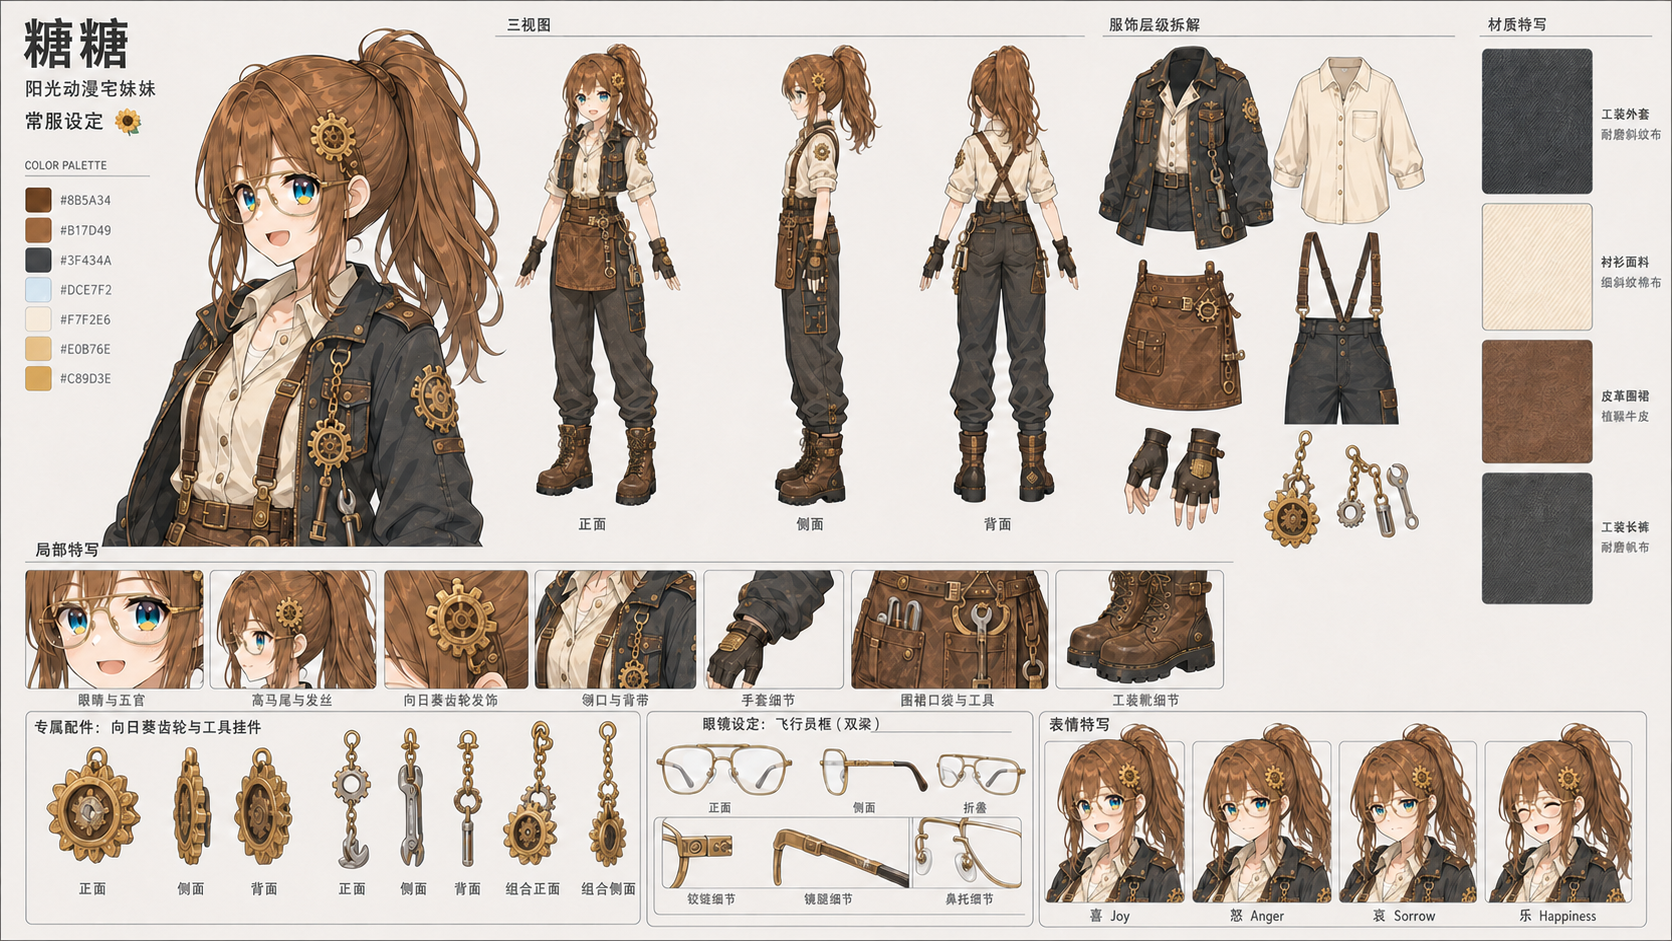 糖糖
阳光动漫宅妹妹
常服设定
COLOR PALETTE
#8B5A34
#B17D49
#3F434A
#DCE7F2
#F7F2E6
#E0B76E
#C89D3E
三视图
正面
侧面
背面
服饰层级拆解
材质特写
工装外套
耐磨斜纹布
衬衫面料
细斜纹棉布
皮革围裙
植鞣牛皮
工装长裤
耐磨帆布
局部特写
眼睛与五官
高马尾与发丝
向日葵齿轮发饰
与背带
手套细节
围裙口袋与工具
工装靴细节
专属配件：向日葵齿轮与工具挂件
正面
侧面
背面
正面
侧面
背面
组合正面
组合侧面
眼镜设定：飞行员框（双梁）
正面
侧面
折叠
铰链细节
镜腿细节
鼻托细节
表情特写
喜 Joy
怒 Anger
哀 Sorrow
乐 Happiness